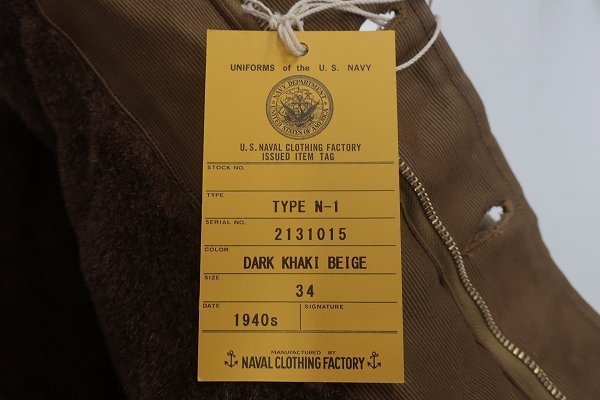 UNIFORMS of the U. S. NAVY
NAVY DEPARTMENT
UNITED STATES OF AMERICA
U. S. NAVAL CLOTHING FACTORY
ISSUED ITEM TAG
STOCK NO.
TYPE
TYPE N-1
SERIAL NO.
2131015
COLOR
DARK KHAKI BEIGE
SIZE
34
DATE
SIGNATURE
1940s
MANUFACTURED BY
NAVAL CLOTHING FACTORY